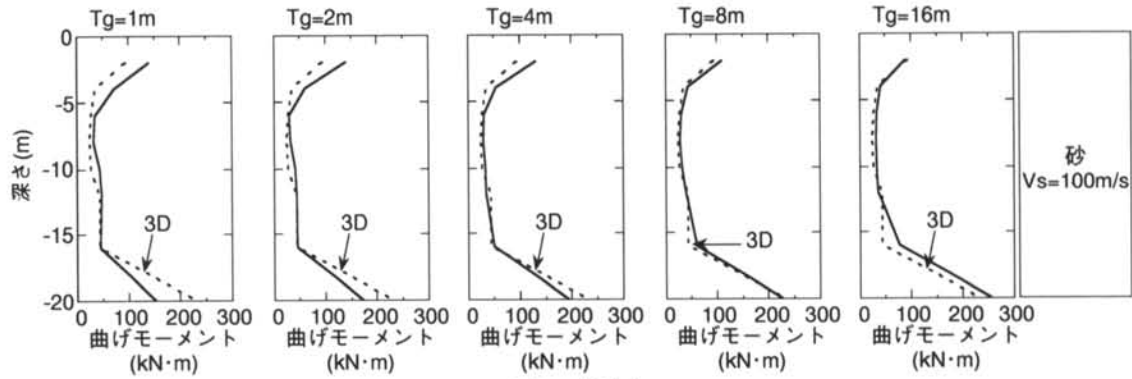 Tg=1m
Tg=2m
Tg=4m
Tg=8m
Tg=16m
0
-5
-10
-15
-20
深さ(m)
3D
3D
3D
3D
3D
砂
Vs=100m/s
0 100 200 300
0 100 200 300
0 100 200 300
0 100 200 300
0 100 200 300
曲げモーメント
(kN·m)
曲げモーメント
(kN·m)
曲げモーメント
(kN·m)
曲げモーメント
(kN·m)
曲げモーメント
(kN·m)